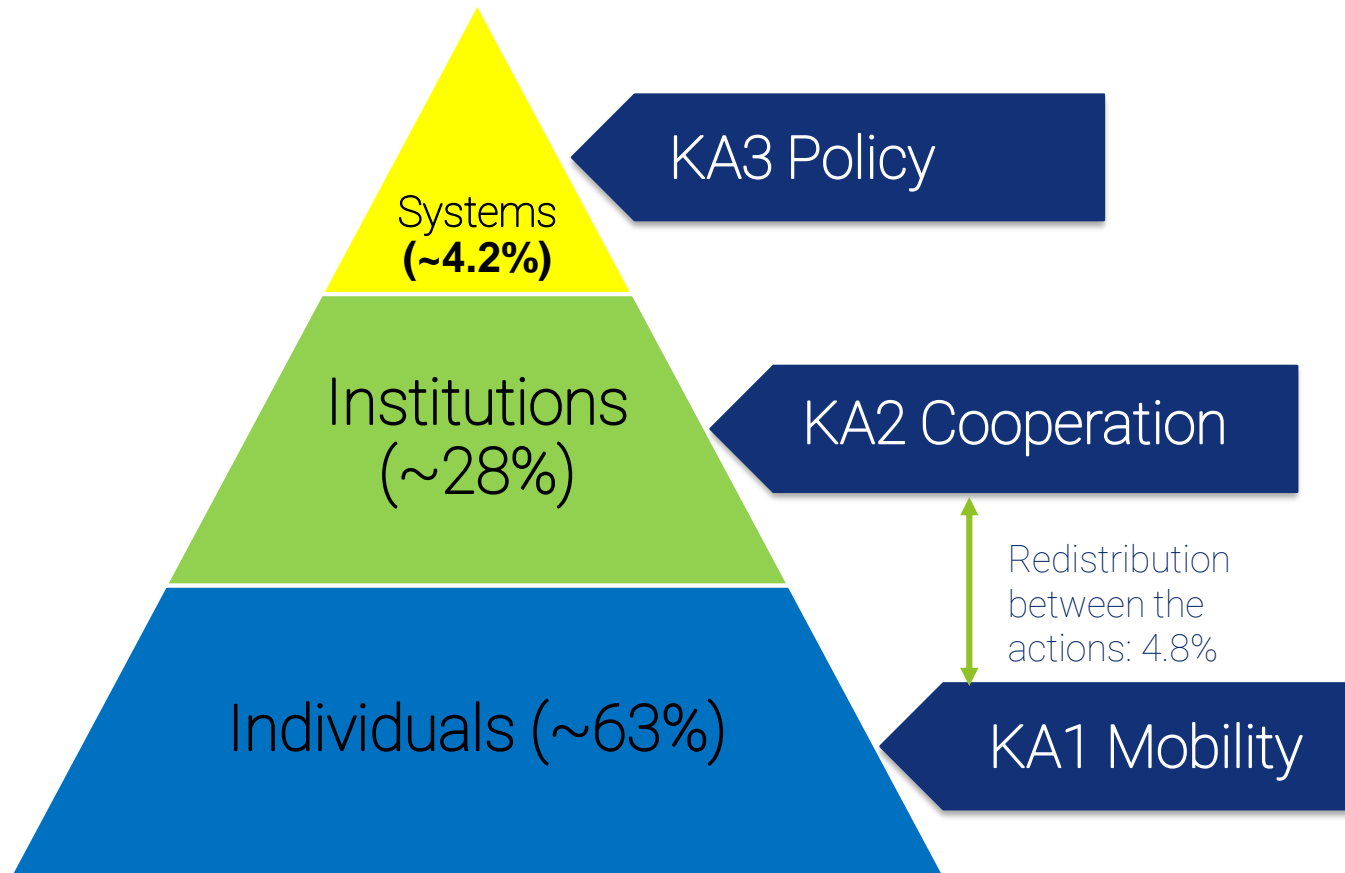 KA3 Policy
Systems
(~4.2%)
Institutions
(~28%)
KA2 Cooperation
Redistribution
between the
actions: 4.8%
Individuals (~63%)
KA1 Mobility